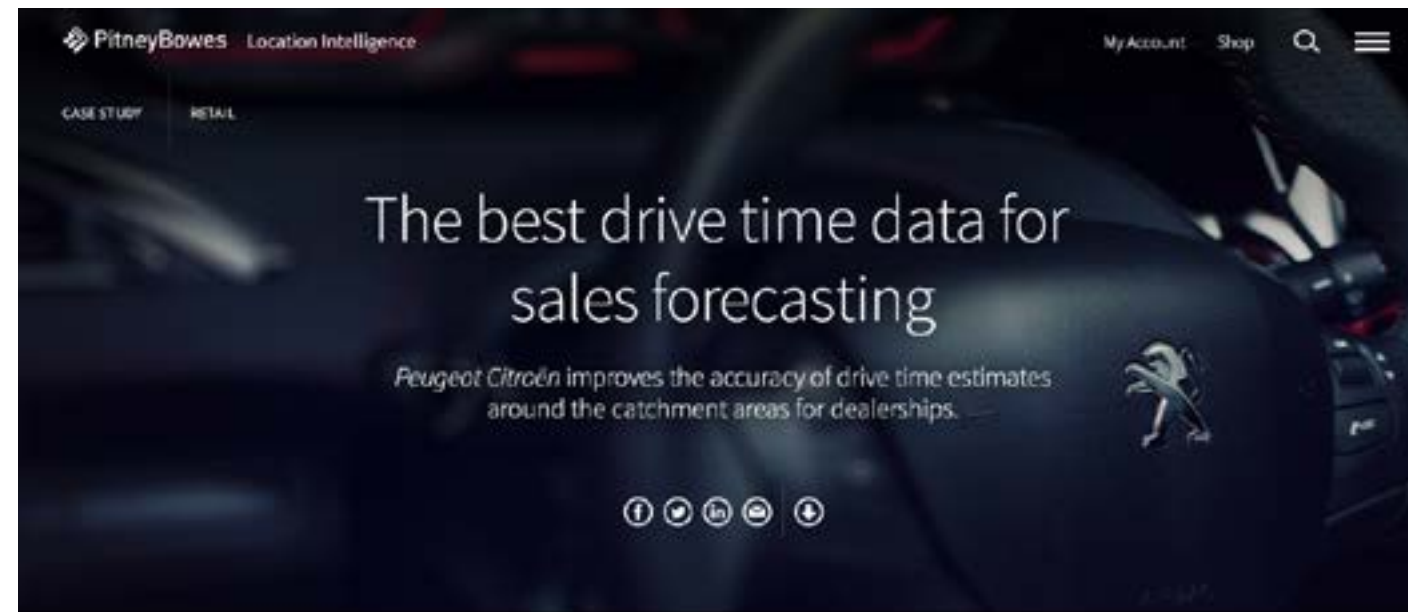 PitneyBowes Location Intelligence
My Account Shop
CASE STUDY RETAIL
The best drive time data for
sales forecasting
Peugeot Citroën improves the accuracy of drive time estimates
around the catchment areas for dealerships.